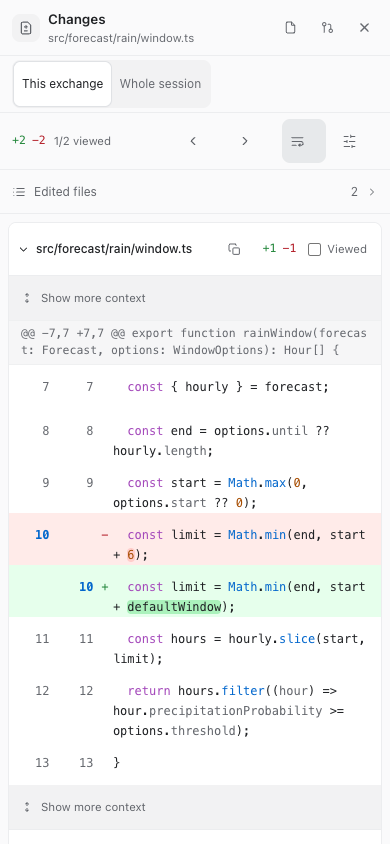 Changes
src/forecast/rain/window.ts
This exchange
Whole session
+2 −2 1/2 viewed
Edited files 2
src/forecast/rain/window.ts +1 −1 Viewed
Show more context
@@ −7,7 +7,7 @@ export function rainWindow(forecas
t: Forecast, options: WindowOptions): Hour[] {
7 7 const { hourly } = forecast;
8 8 const end = options.until ??
hourly.length;
9 9 const start = Math.max(0,
options.start ?? 0);
10 − const limit = Math.min(end, start
+ 6);
10 + const limit = Math.min(end, start
+ defaultWindow);
11 11 const hours = hourly.slice(start,
limit);
12 12 return hours.filter((hour) =>
hour.precipitationProbability >=
options.threshold);
13 13 }
Show more context